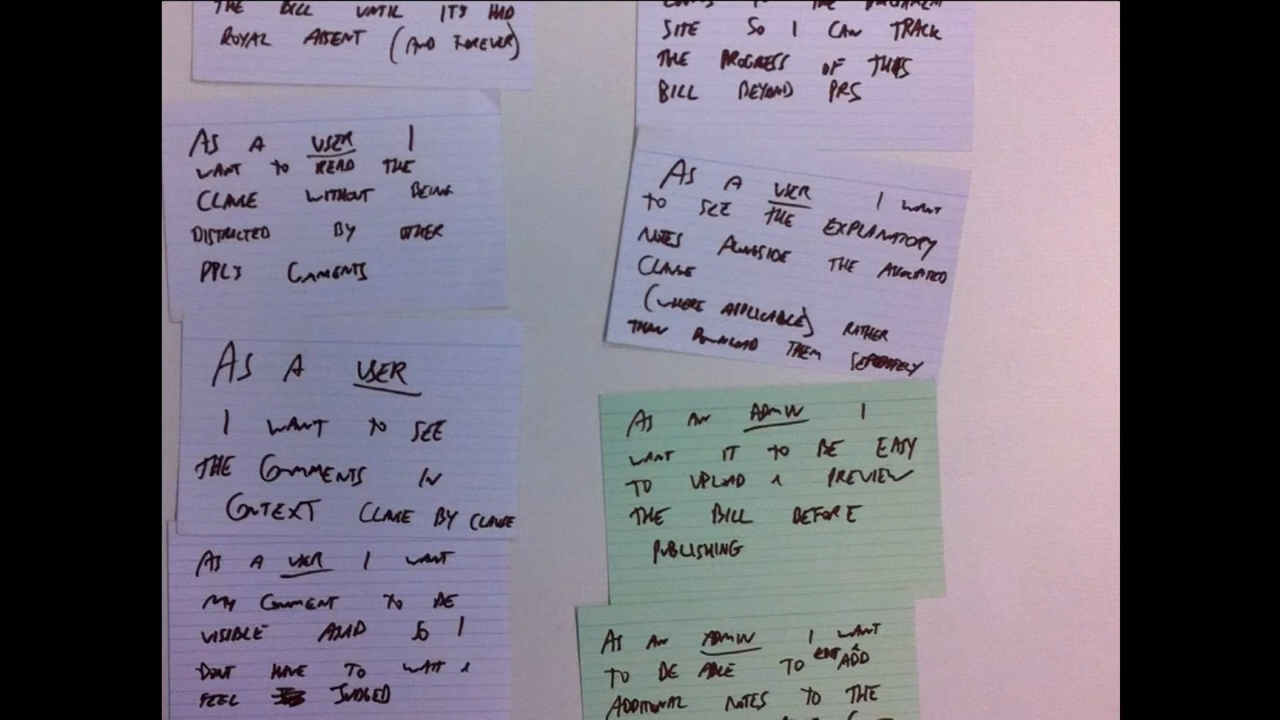 THE BILL UNTIL IT'S HAD
ROYAL ASSENT (AND FOREVER)
AS A USER I
WANT TO READ THE
CLAUSE WITHOUT BEING
DISTRACTED BY OTHER
PPL'S COMMENTS
AS A USER
I WANT TO SEE
THE COMMENTS IN
CONTEXT CLAUSE BY CLAUSE
AS A USER I WANT
MY COMMENT TO BE
VISIBLE ASAP SO I
DONT HAVE TO WAIT &
FEEL JUDGED
SITE SO I CAN TRACK
THE PROGRESS OF THIS
BILL BEYOND PRS
AS A USER I WANT
TO SEE THE EXPLANATORY
NOTES ALONGSIDE THE ASSOCIATED
CLAUSE
(WHERE APPLICABLE) RATHER
THAN DOWNLOAD THEM SEPERATELY
AS AN ADMIN I
WANT IT TO BE EASY
TO UPLOAD & PREVIEW
THE BILL BEFORE
PUBLISHING
AS AN ADMIN I WANT
TO BE ABLE TO EDIT ADD
ADDITIONAL NOTES TO THE